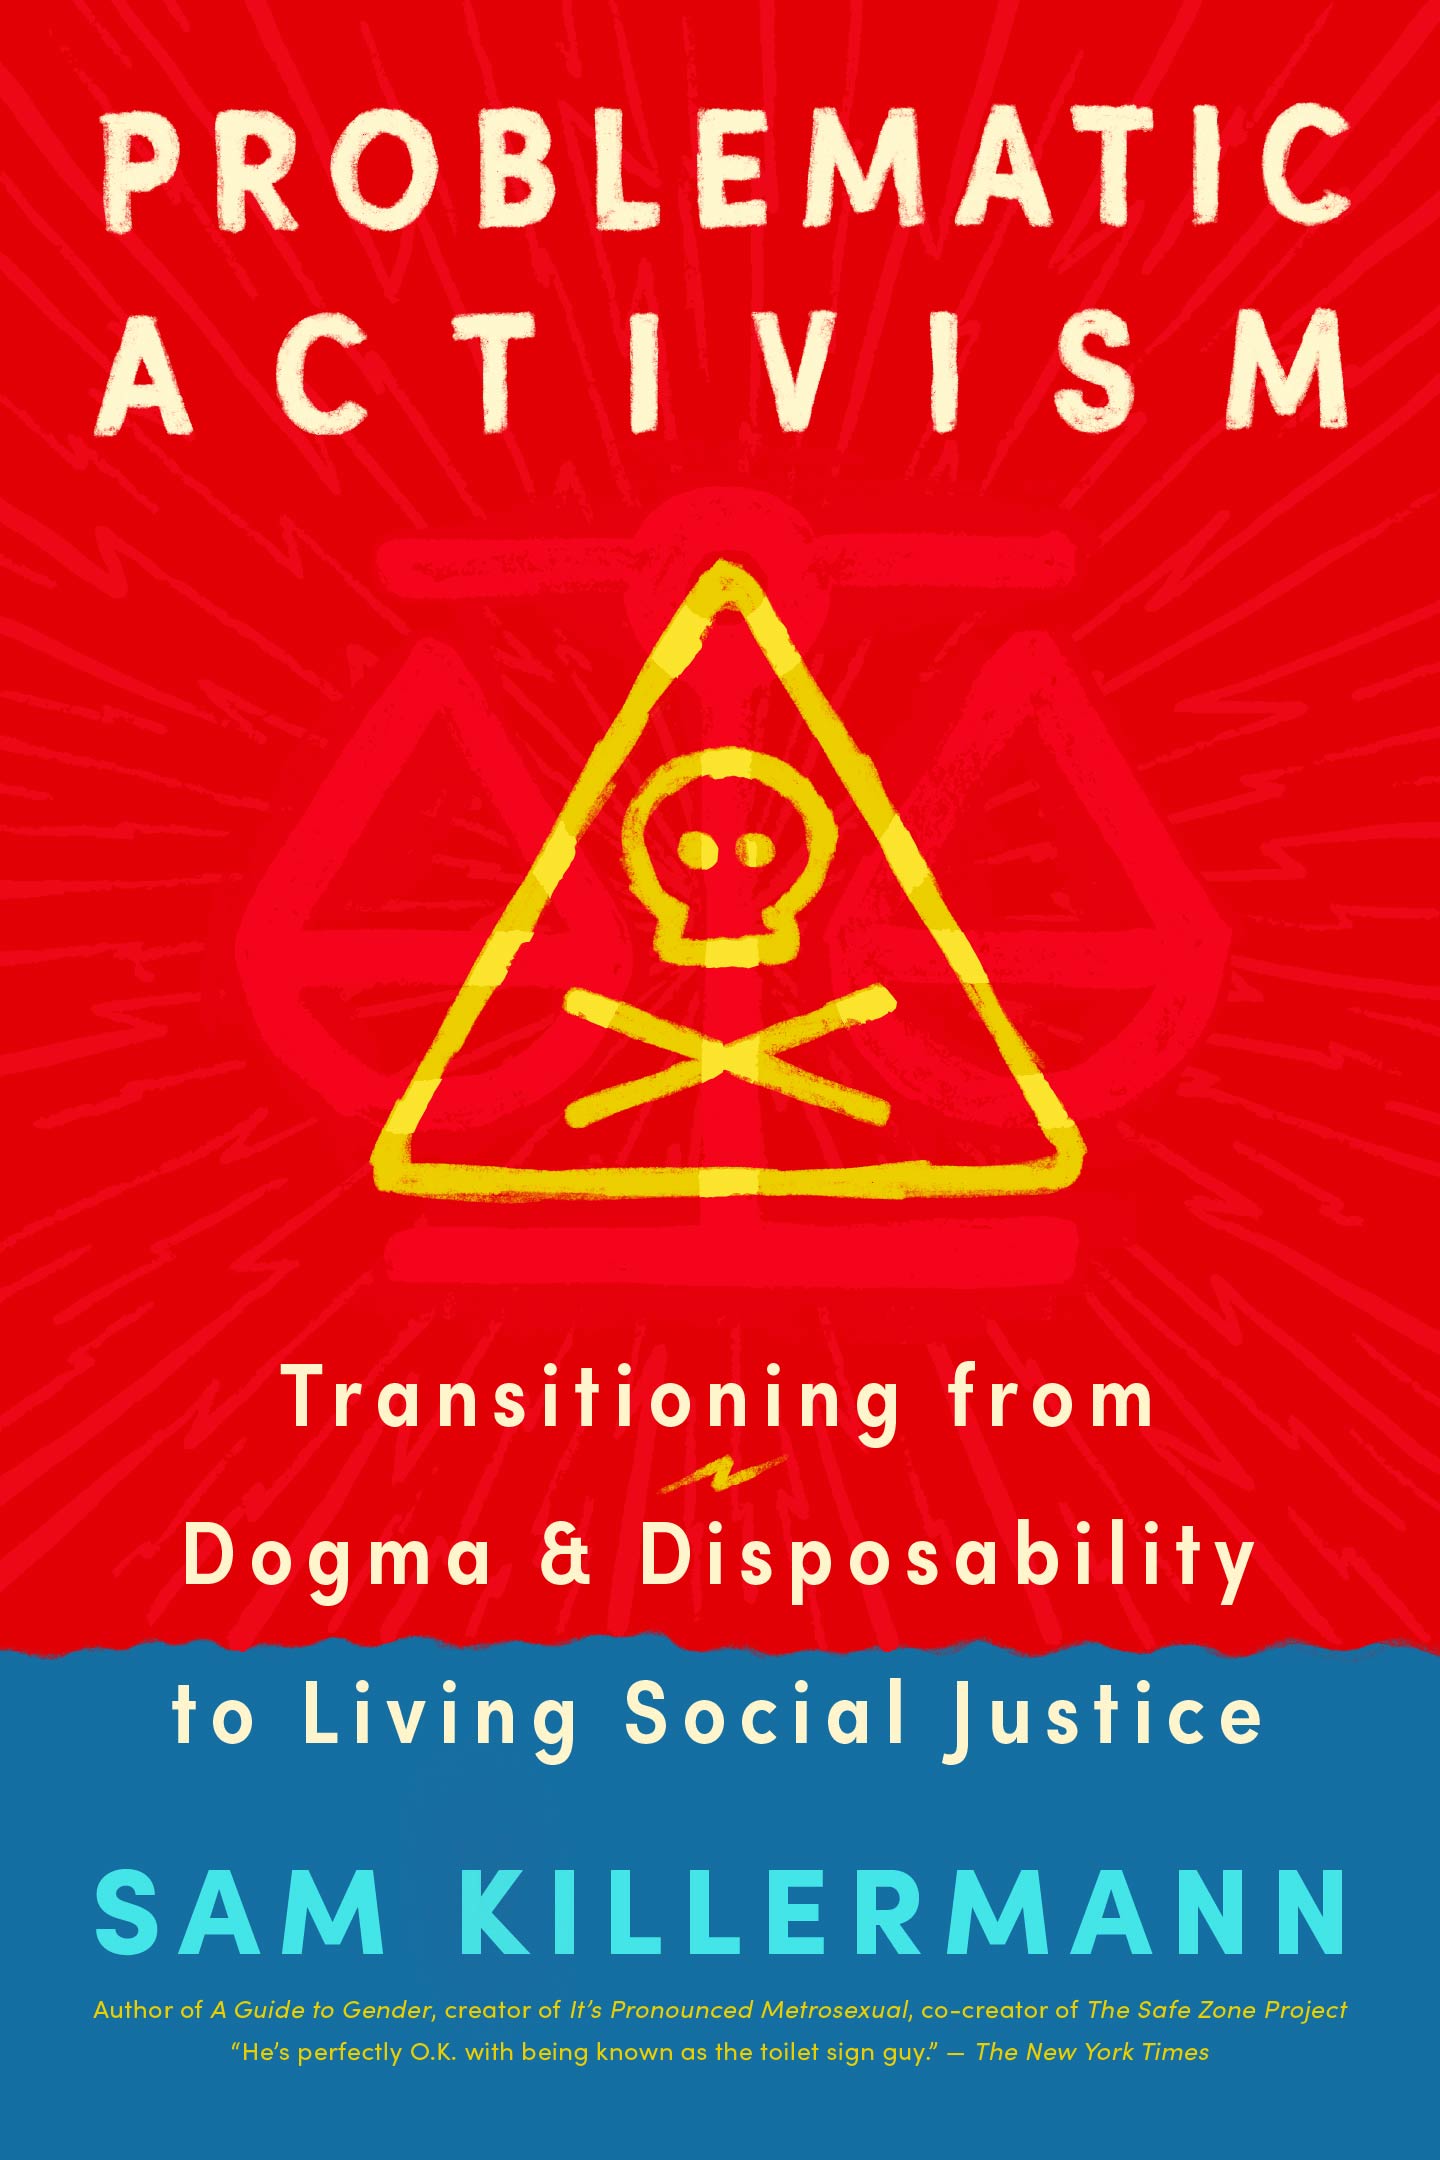 PROBLEMATIC
ACTIVISM
Transitioning from
Dogma & Disposability
to Living Social Justice
SAM KILLERMANN
Author of A Guide to Gender, creator of It’s Pronounced Metrosexual, co-creator of The Safe Zone Project
“He’s perfectly O.K. with being known as the toilet sign guy.” — The New York Times